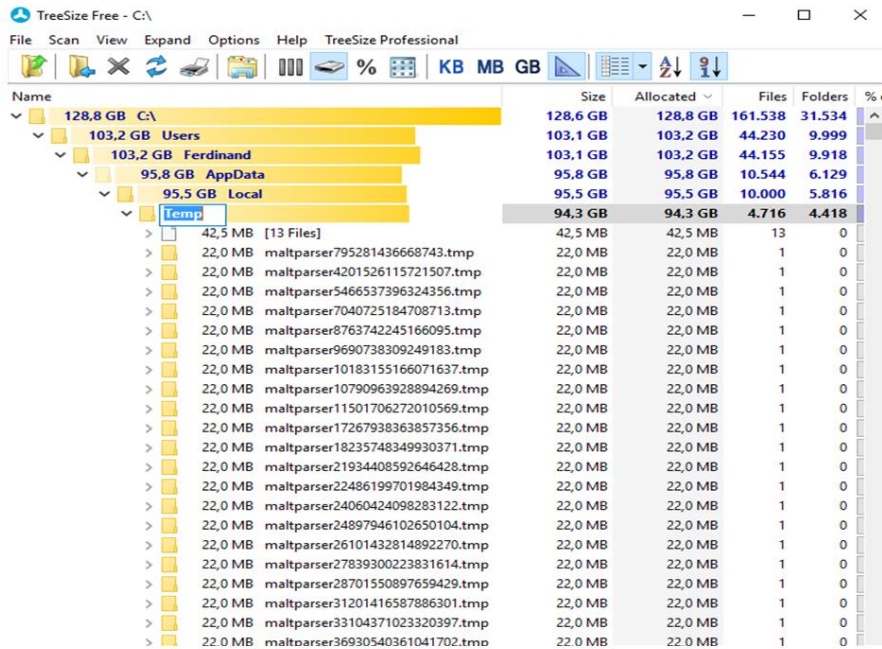 TreeSize Free - C:\
File Scan View Expand Options Help TreeSize Professional
% KB MB GB
Name Size Allocated Files Folders %
128,8 GB C:\ 128,6 GB 128,8 GB 161.538 31.534
103,2 GB Users 103,1 GB 103,2 GB 44.230 9.999
103,2 GB Ferdinand 103,1 GB 103,2 GB 44.155 9.918
95,8 GB AppData 95,8 GB 95,8 GB 10.544 6.129
95,5 GB Local 95,5 GB 95,5 GB 10.000 5.816
Temp 94,3 GB 94,3 GB 4.716 4.418
42,5 MB [13 Files] 42,5 MB 42,5 MB 13 0
22,0 MB maltparser795281436668743.tmp 22,0 MB 22,0 MB 1 0
22,0 MB maltparser4201526115721507.tmp 22,0 MB 22,0 MB 1 0
22,0 MB maltparser5466537396324356.tmp 22,0 MB 22,0 MB 1 0
22,0 MB maltparser7040725184708713.tmp 22,0 MB 22,0 MB 1 0
22,0 MB maltparser8763742245166095.tmp 22,0 MB 22,0 MB 1 0
22,0 MB maltparser9690738309249183.tmp 22,0 MB 22,0 MB 1 0
22,0 MB maltparser10183155166071637.tmp 22,0 MB 22,0 MB 1 0
22,0 MB maltparser10790963928894269.tmp 22,0 MB 22,0 MB 1 0
22,0 MB maltparser11501706272010569.tmp 22,0 MB 22,0 MB 1 0
22,0 MB maltparser17267938363857356.tmp 22,0 MB 22,0 MB 1 0
22,0 MB maltparser18235748349930371.tmp 22,0 MB 22,0 MB 1 0
22,0 MB maltparser21934408592646428.tmp 22,0 MB 22,0 MB 1 0
22,0 MB maltparser22486199701984349.tmp 22,0 MB 22,0 MB 1 0
22,0 MB maltparser24060424098283122.tmp 22,0 MB 22,0 MB 1 0
22,0 MB maltparser24897946102650104.tmp 22,0 MB 22,0 MB 1 0
22,0 MB maltparser26101432814892270.tmp 22,0 MB 22,0 MB 1 0
22,0 MB maltparser27839300223831614.tmp 22,0 MB 22,0 MB 1 0
22,0 MB maltparser28701550897659429.tmp 22,0 MB 22,0 MB 1 0
22,0 MB maltparser31201416587886301.tmp 22,0 MB 22,0 MB 1 0
22,0 MB maltparser33104371023320397.tmp 22,0 MB 22,0 MB 1 0
22,0 MB maltparser36930540361041702.tmp 22,0 MB 22,0 MB 1 0